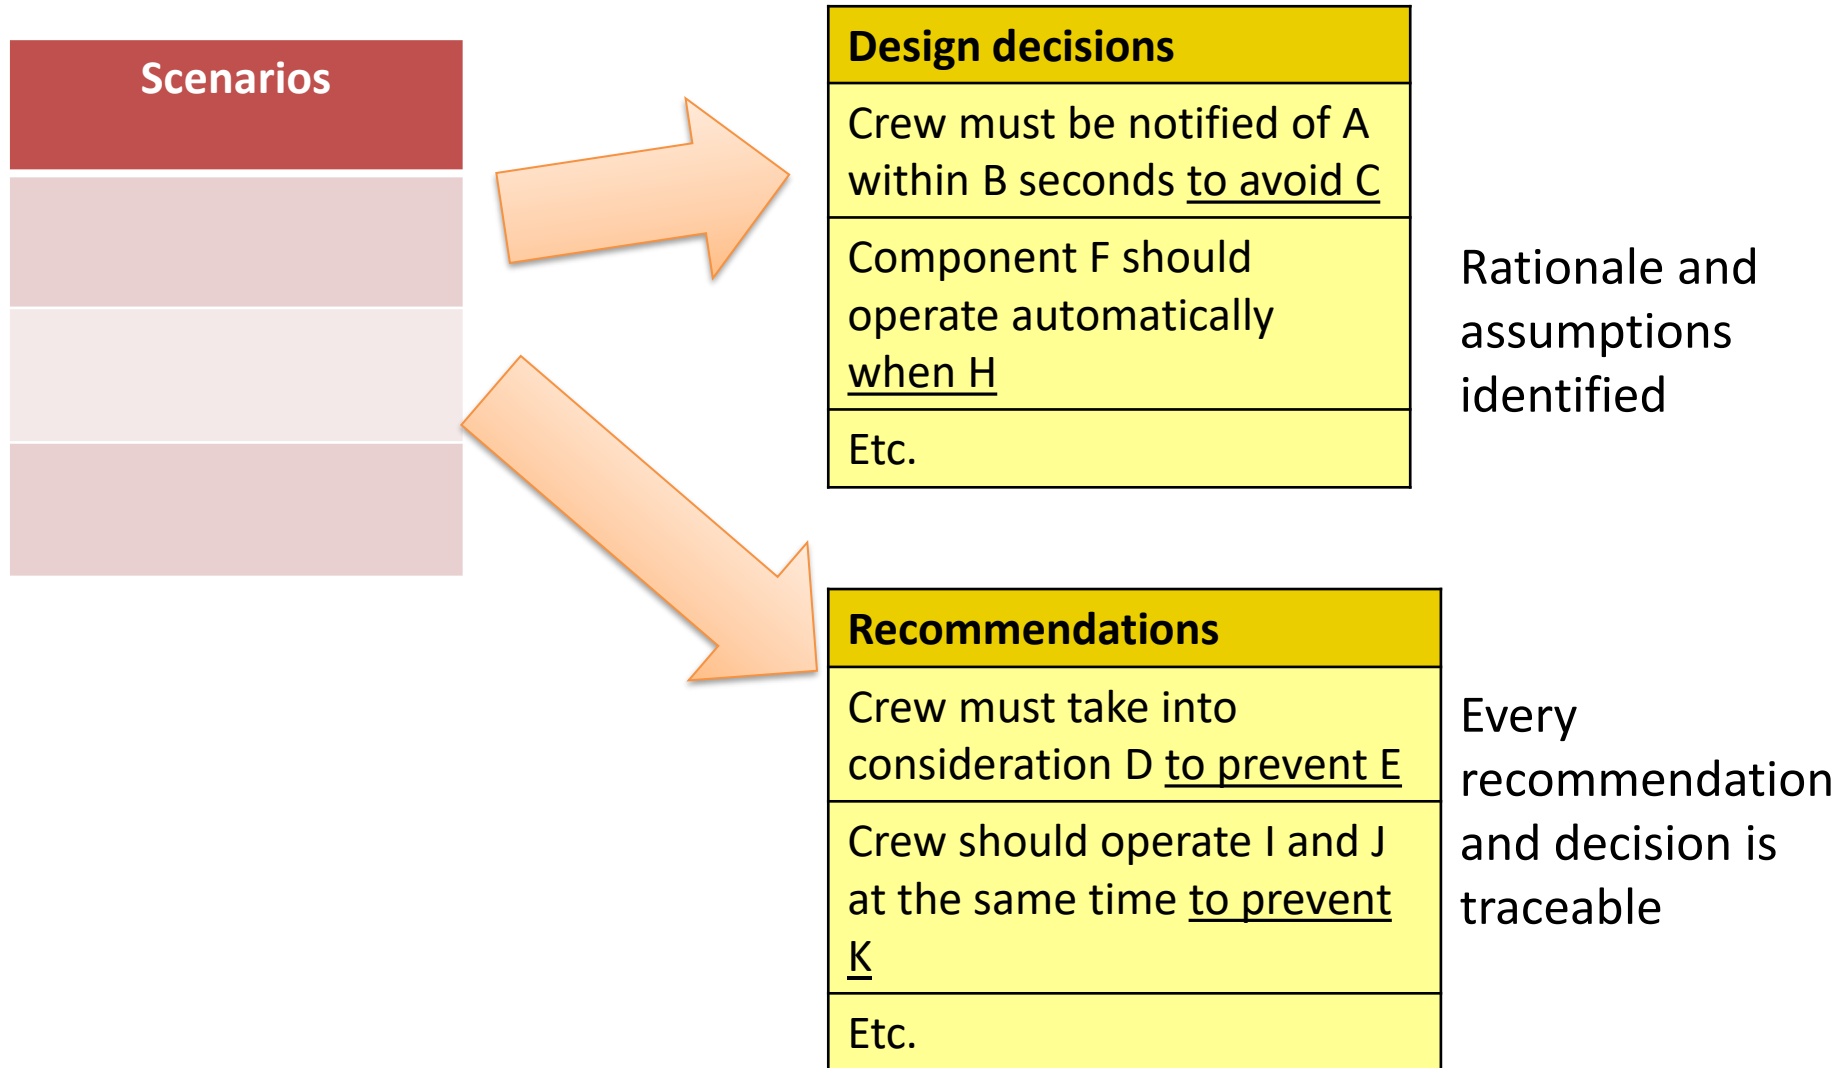 Scenarios
Design decisions
Crew must be notified of A
within B seconds to avoid C
Component F should
operate automatically
when H
Etc.
Rationale and
assumptions
identified
Recommendations
Crew must take into
consideration D to prevent E
Crew should operate I and J
at the same time to prevent
K
Etc.
Every
recommendation
and decision is
traceable